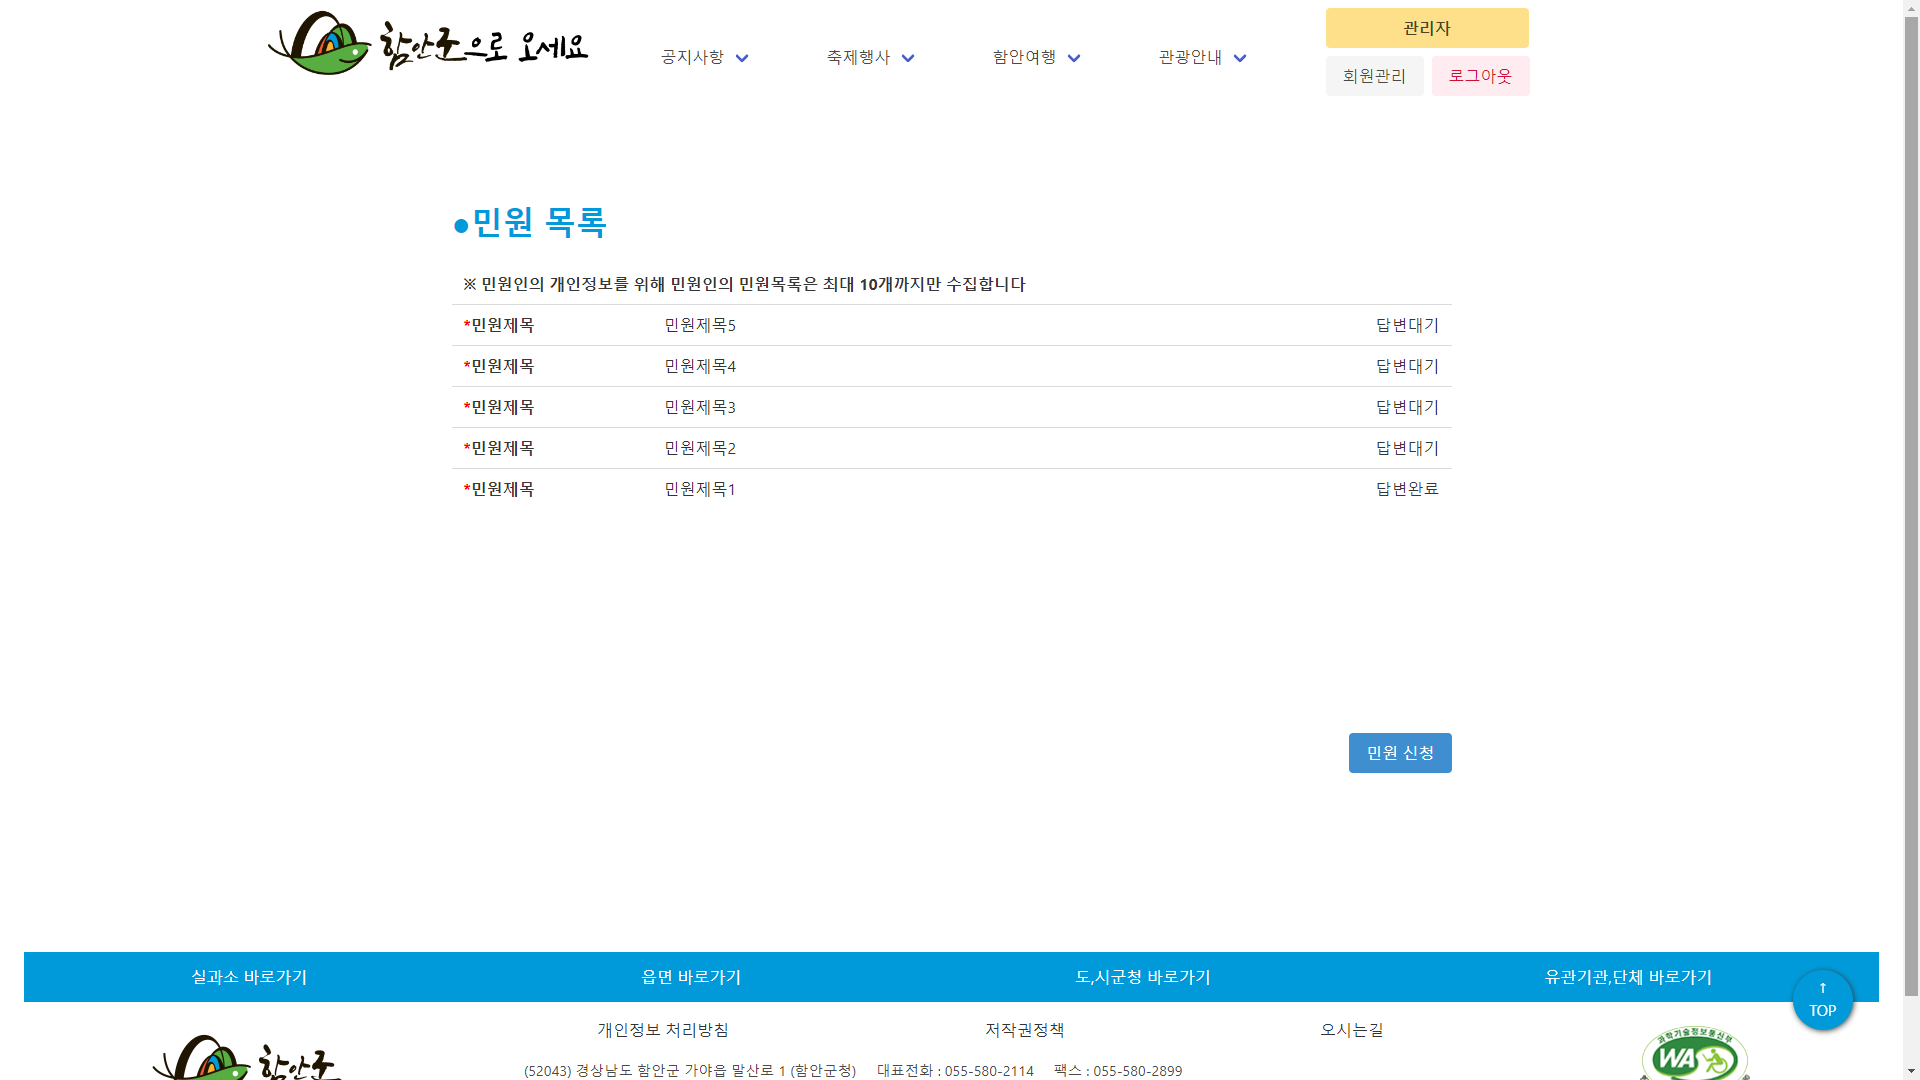 함안군으로 오세요
공지사항
축제행사
함안여행
관광안내
관리자
회원관리
로그아웃
●민원 목록
※ 민원인의 개인정보를 위해 민원인의 민원목록은 최대 10개까지만 수집합니다
*민원제목 민원제목5 답변대기
*민원제목 민원제목4 답변대기
*민원제목 민원제목3 답변대기
*민원제목 민원제목2 답변대기
*민원제목 민원제목1 답변완료
민원 신청
실과소 바로가기
읍면 바로가기
도,시군청 바로가기
유관기관,단체 바로가기
↑
TOP
개인정보 처리방침
저작권정책
오시는길
함안군
(52043) 경상남도 함안군 가야읍 말산로 1 (함안군청) 대표전화 : 055-580-2114 팩스 : 055-580-2899
과학기술정보통신부
WA